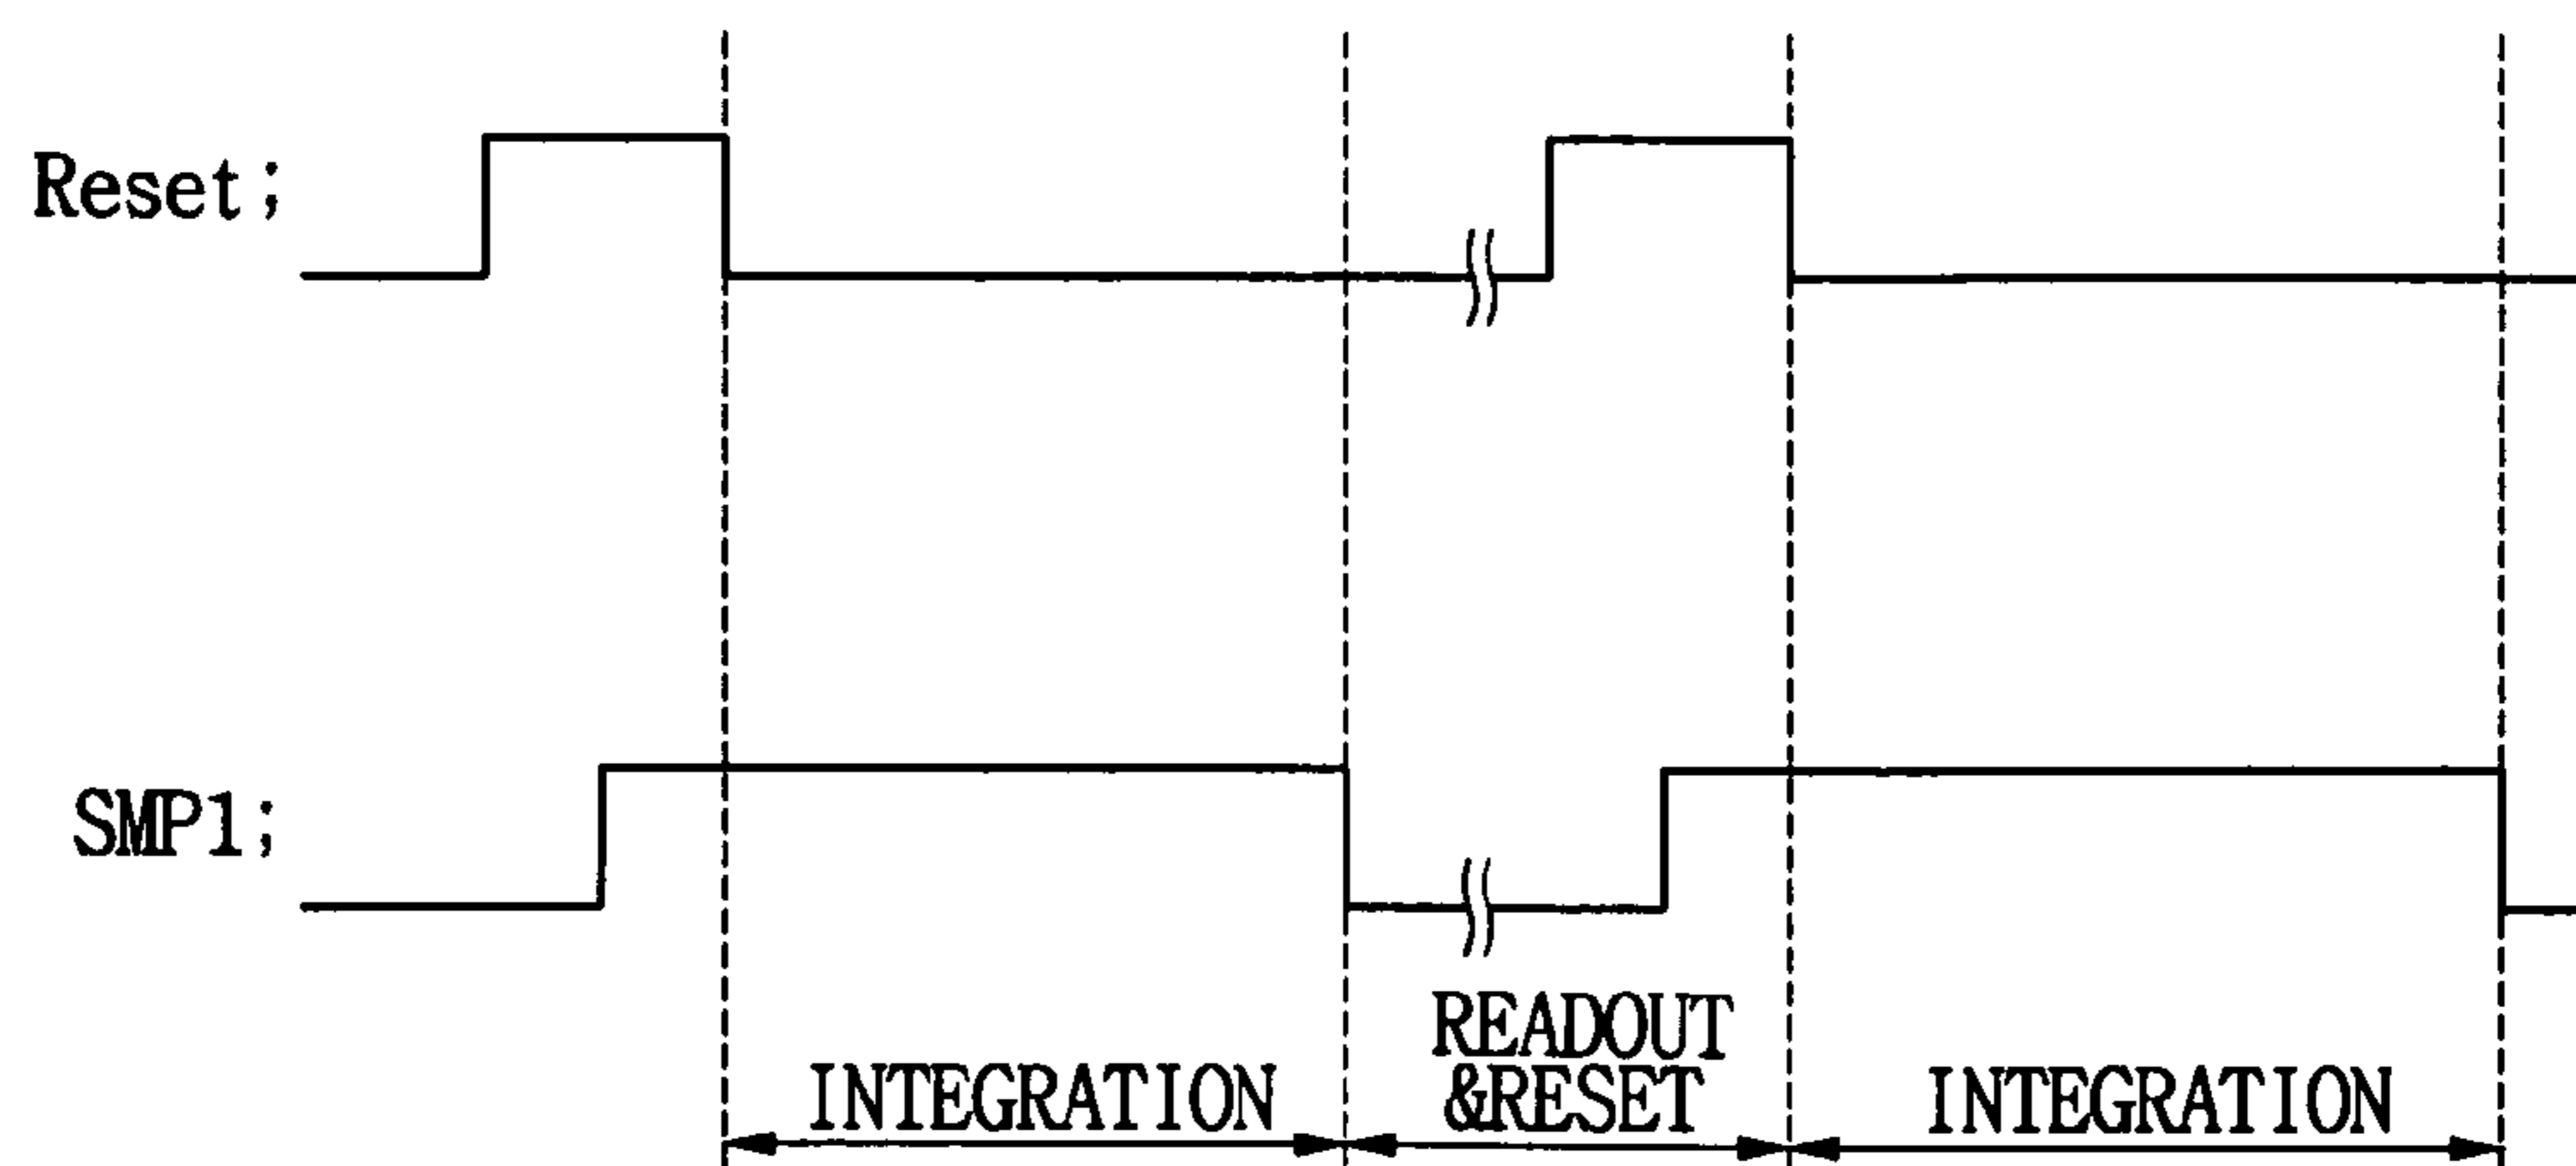 Reset;
SMP1;
INTEGRATION
READOUT
&RESET
INTEGRATION